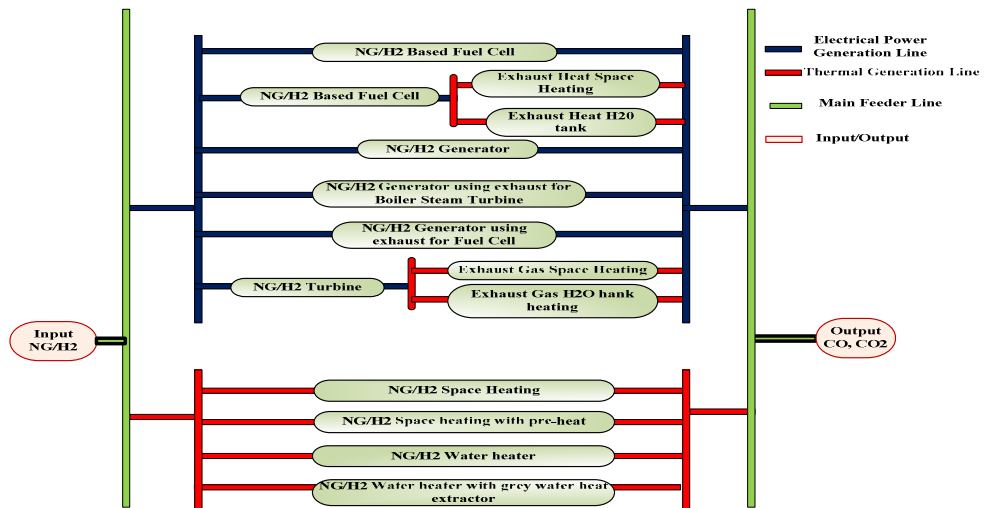 NG/H2 Based Fuel Cell
NG/H2 Based Fuel Cell
Exhaust Heat Space
Heating
Exhaust Heat H20
tank
NG/H2 Generator
NG/H2 Generator using exhaust for
Boiler Steam Turbine
NG/H2 Generator using
exhaust for Fuel Cell
NG/H2 Turbine
Exhaust Gas Space Heating
Exhaust Gas H2O hank
heating
Input
NG/H2
Output
CO, CO2
NG/H2 Space Heating
NG/H2 Space heating with pre-heat
NG/H2 Water heater
NG/H2 Water heater with grey water heat
extractor
Electrical Power
Generation Line
Thermal Generation Line
Main Feeder Line
Input/Output